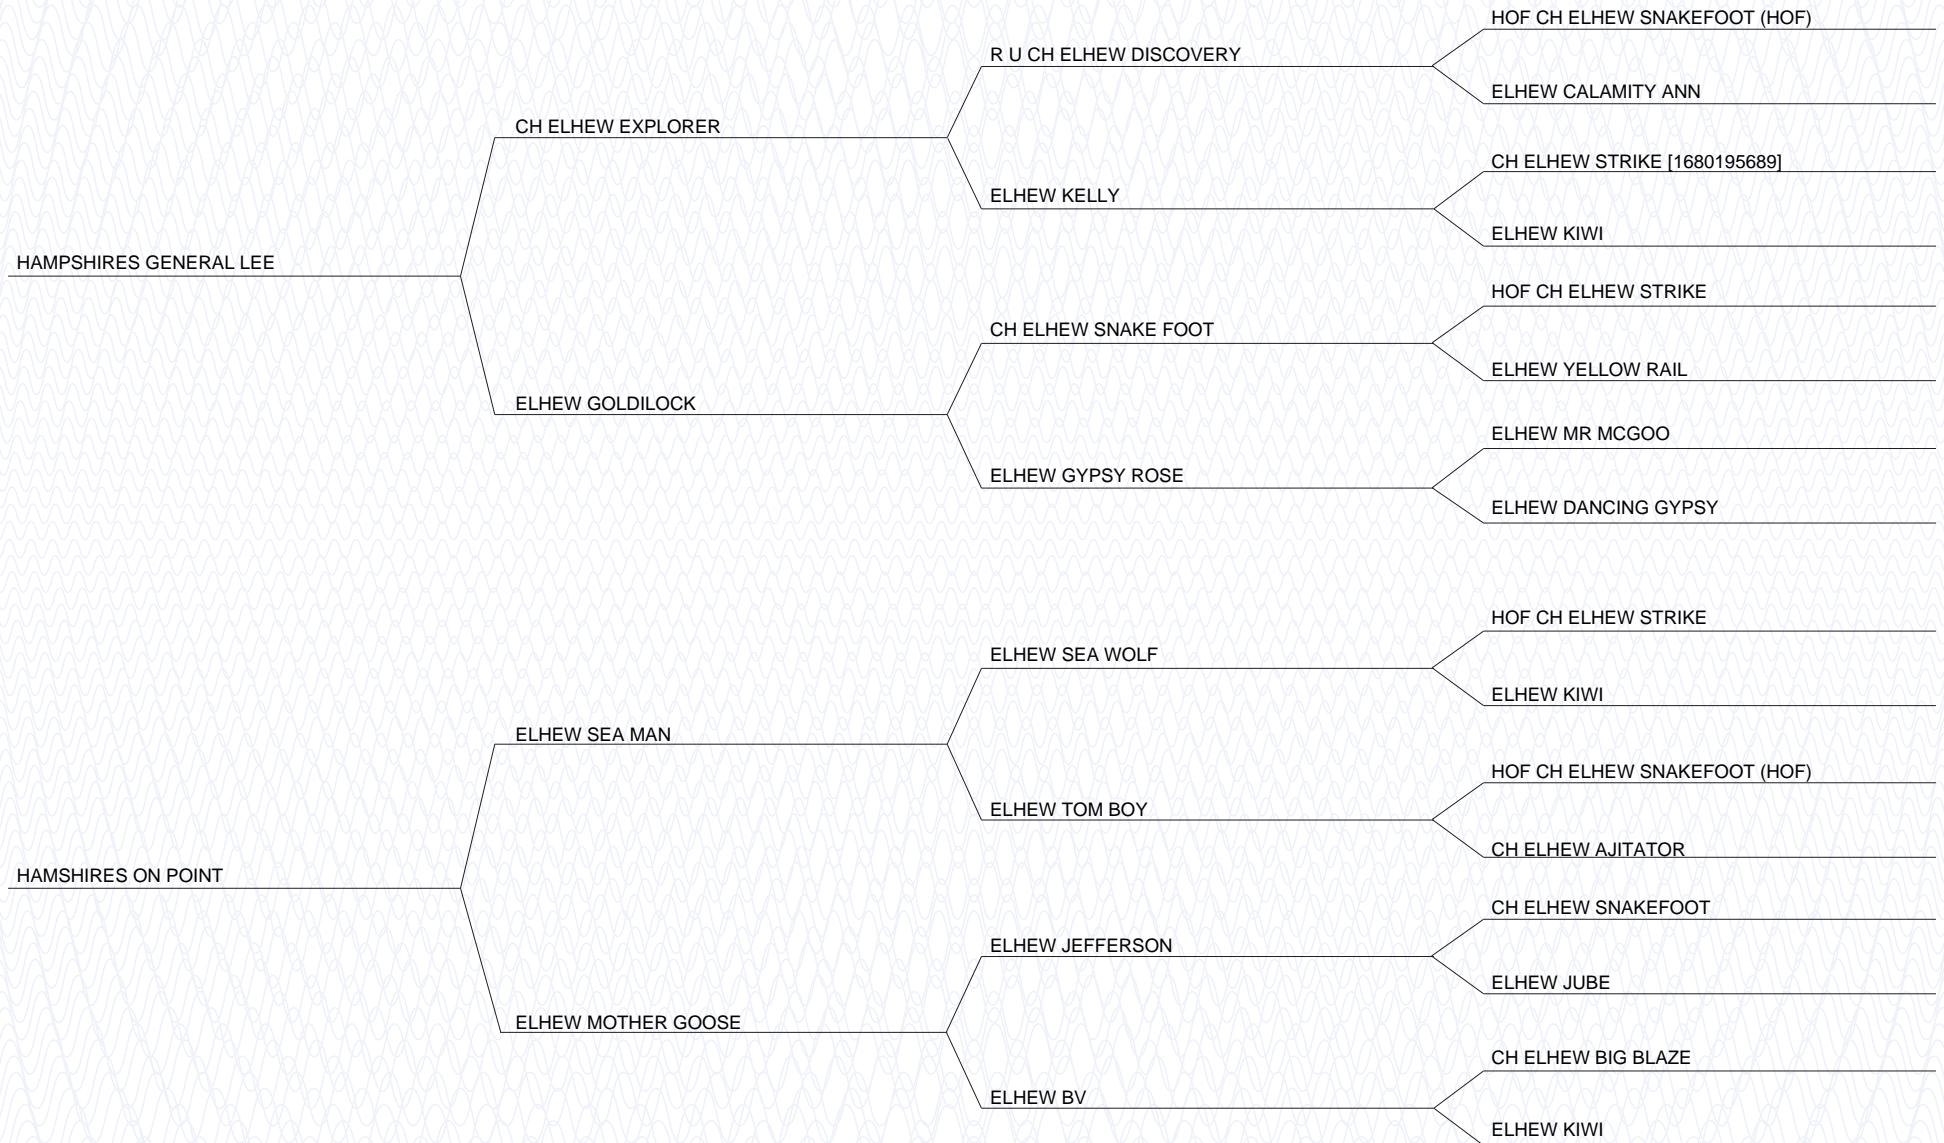 HOF CH ELHEW SNAKEFOOT (HOF)
R U CH ELHEW DISCOVERY
ELHEW CALAMITY ANN
CH ELHEW EXPLORER
CH ELHEW STRIKE [1680195689]
ELHEW KELLY
ELHEW KIWI
HAMPSHIRES GENERAL LEE
HOF CH ELHEW STRIKE
CH ELHEW SNAKE FOOT
ELHEW YELLOW RAIL
ELHEW GOLDILOCK
ELHEW MR MCGOO
ELHEW GYPSY ROSE
ELHEW DANCING GYPSY
HOF CH ELHEW STRIKE
ELHEW SEA WOLF
ELHEW KIWI
ELHEW SEA MAN
HOF CH ELHEW SNAKEFOOT (HOF)
ELHEW TOM BOY
CH ELHEW AJITATOR
HAMSHIRES ON POINT
CH ELHEW SNAKEFOOT
ELHEW JEFFERSON
ELHEW JUBE
ELHEW MOTHER GOOSE
CH ELHEW BIG BLAZE
ELHEW BV
ELHEW KIWI